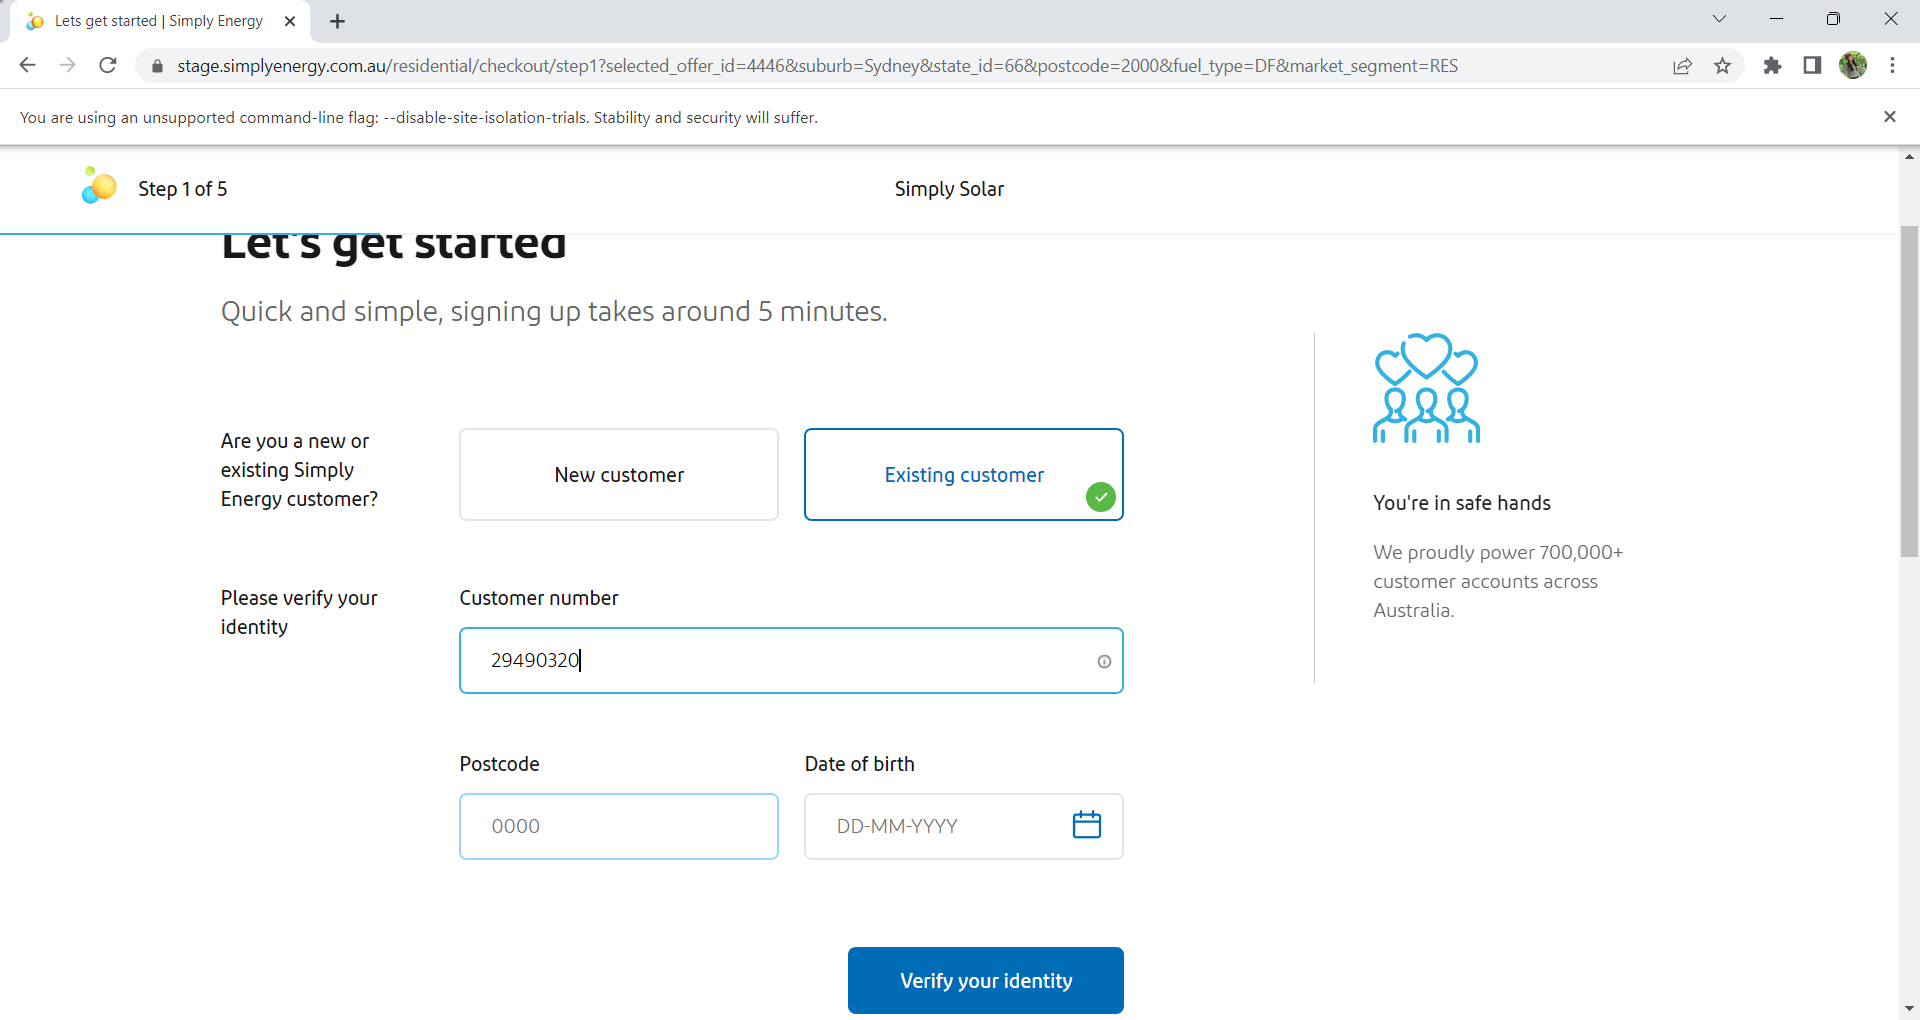 Lets get started | Simply Energy
stage.simplyenergy.com.au/residential/checkout/step1?selected_offer_id=4446&suburb=Sydney&state_id=66&postcode=2000&fuel_type=DF&market_segment=RES
You are using an unsupported command-line flag: --disable-site-isolation-trials. Stability and security will suffer.
Step 1 of 5
Simply Solar
Let's get started
Quick and simple, signing up takes around 5 minutes.
Are you a new or
existing Simply
Energy customer?
New customer
Existing customer
You're in safe hands
We proudly power 700,000+
customer accounts across
Australia.
Please verify your
identity
Customer number
29490320
Postcode
Date of birth
0000
DD-MM-YYYY
Verify your identity